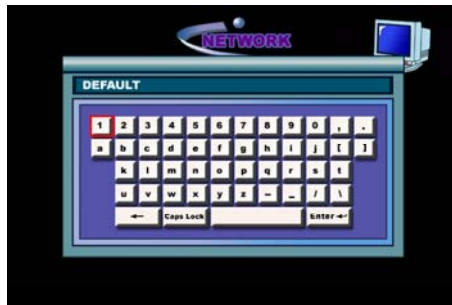 NETWORK
DEFAULT
1 2 3 4 5 6 7 8 9 0 , .
a b c d e f g h i j [ ]
k l m n o p q r s t
u v w x y z - _ / \
← Caps Lock Enter ↵